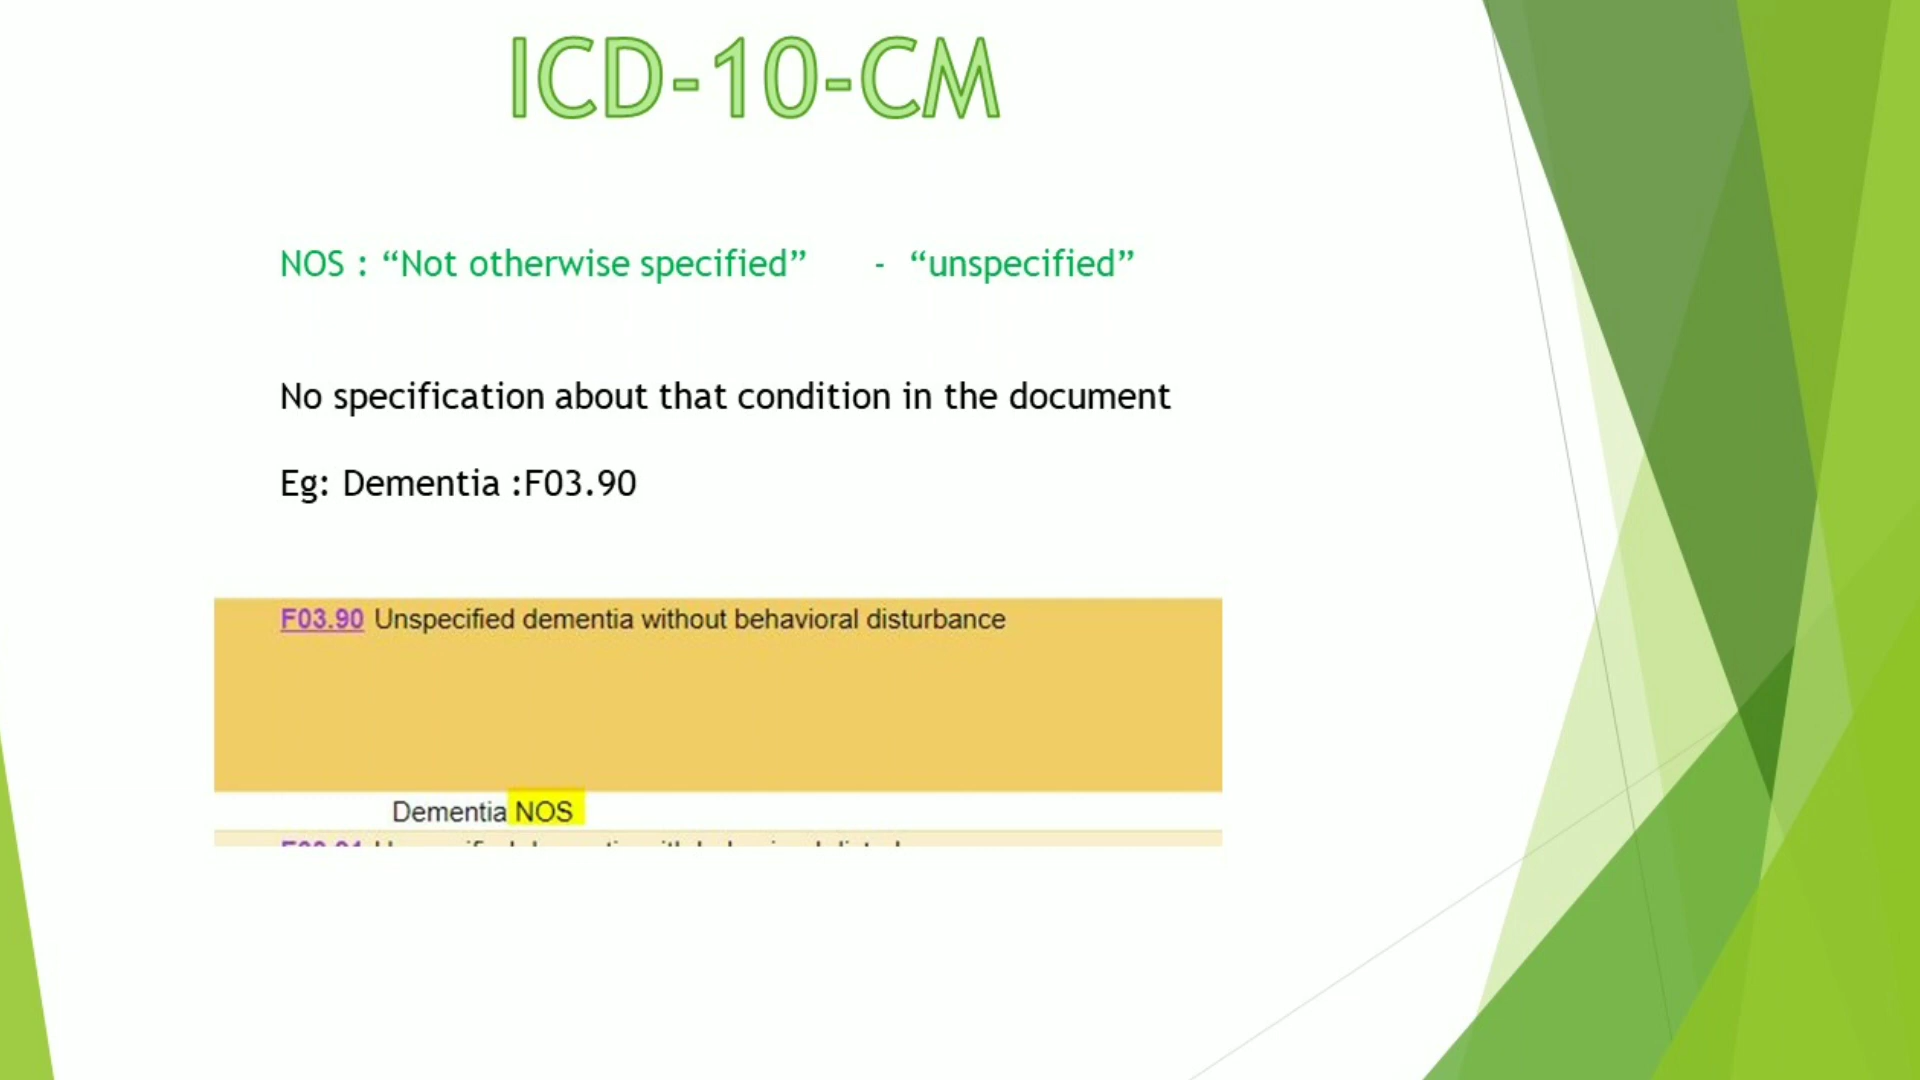 ICD-10-CM
NOS : “Not otherwise specified” - “unspecified”
No specification about that condition in the document
Eg: Dementia :F03.90
F03.90 Unspecified dementia without behavioral disturbance
Dementia NOS